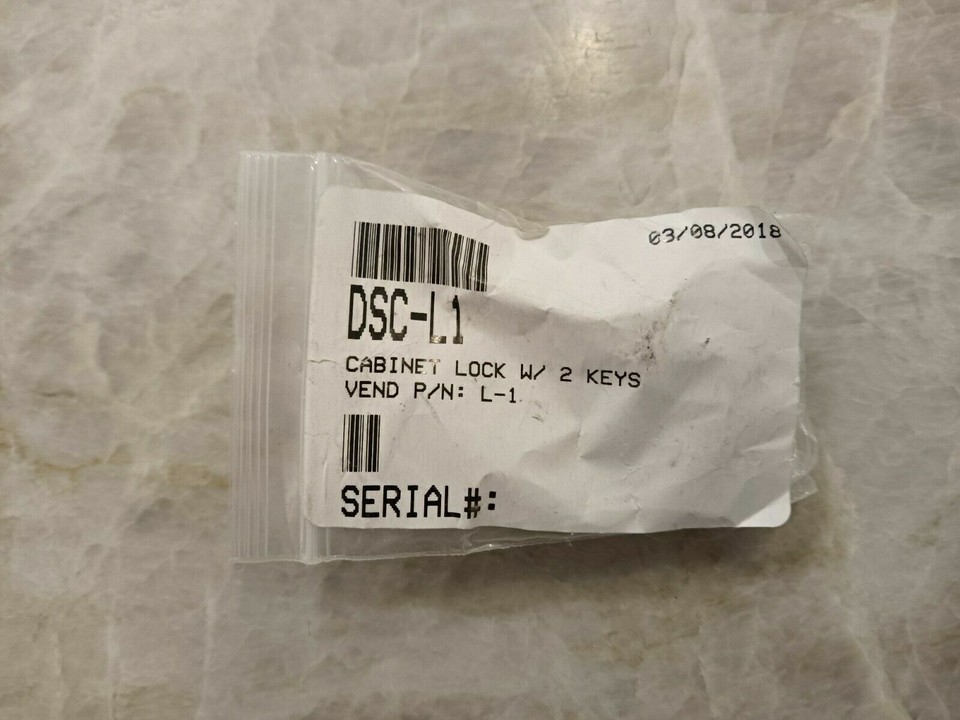 03/08/2018
DSC-L1
CABINET LOCK W/ 2 KEYS
VEND P/N: L-1
SERIAL#: